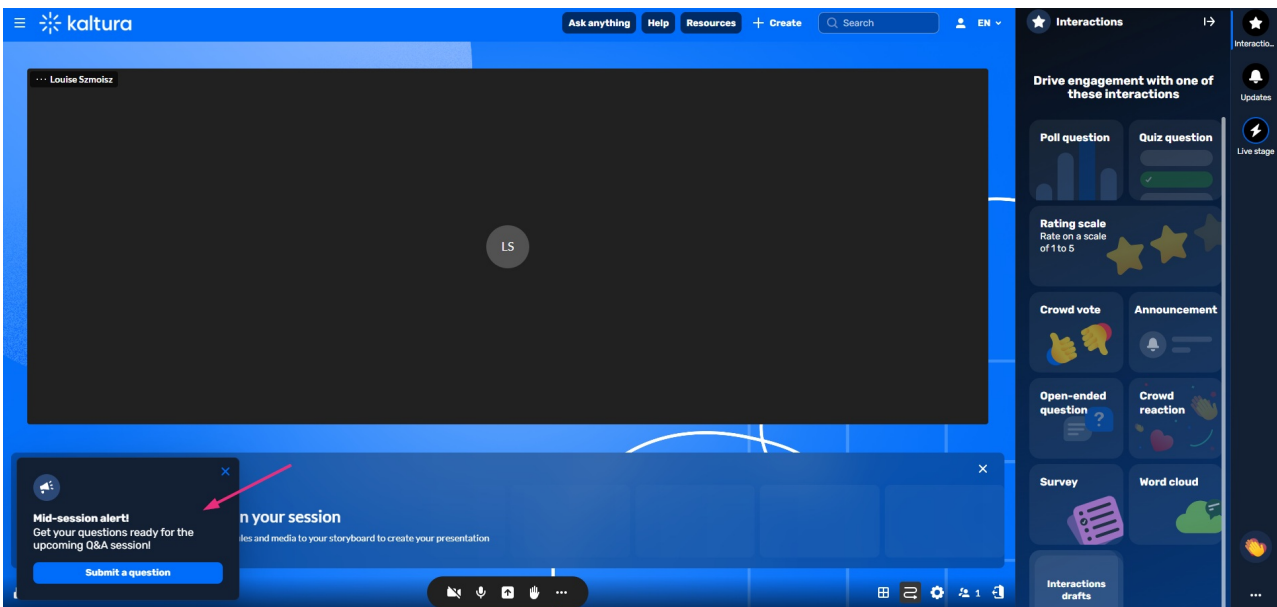 kaltura
Ask anything
Help
Resources
+ Create
Search
EN
··· Louise Szmoisz
LS
Mid-session alert!
Get your questions ready for the
upcoming Q&A session!
Submit a question
n your session
les and media to your storyboard to create your presentation
1
Interactions
Drive engagement with one of
these interactions
Poll question
Quiz question
Rating scale
Rate on a scale
of 1 to 5
Crowd vote
Announcement
Open-ended
question
?
Crowd
reaction
Survey
Word cloud
Interactions
drafts
Interactio...
Updates
Live stage